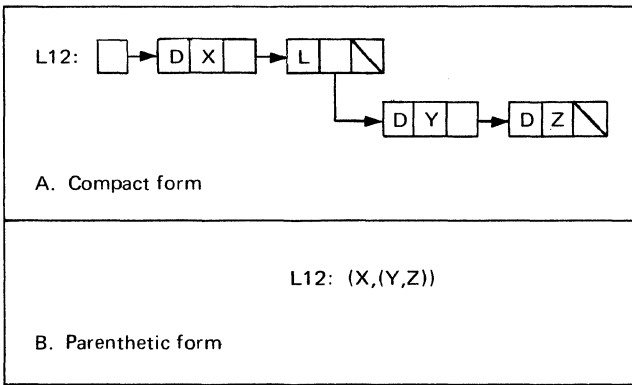 L12: D X L
D Y D Z
A. Compact form
L12: (X,(Y,Z))
B. Parenthetic form